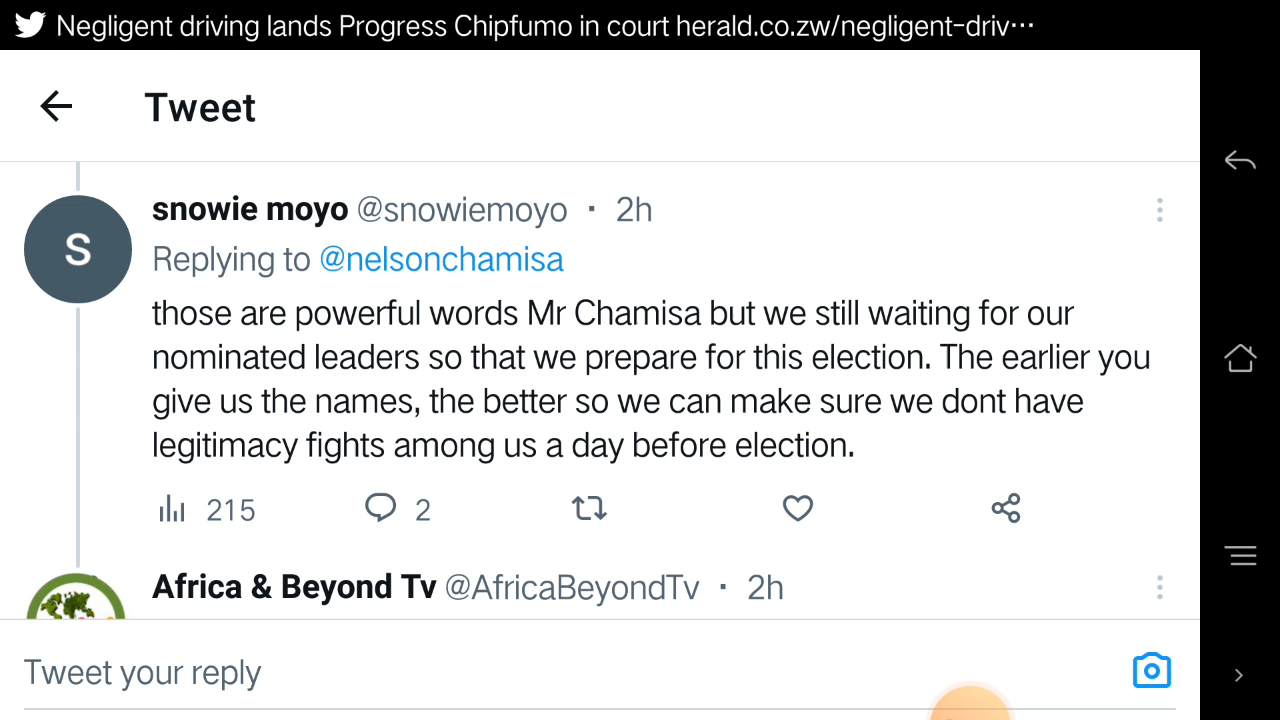 Negligent driving lands Progress Chipfumo in court herald.co.zw/negligent-driv…
Tweet
snowie moyo @snowiemoyo · 2h
S
Replying to @nelsonchamisa
those are powerful words Mr Chamisa but we still waiting for our
nominated leaders so that we prepare for this election. The earlier you
give us the names, the better so we can make sure we dont have
legitimacy fights among us a day before election.
215 2
Africa & Beyond Tv @AfricaBeyondTv · 2h
Tweet your reply